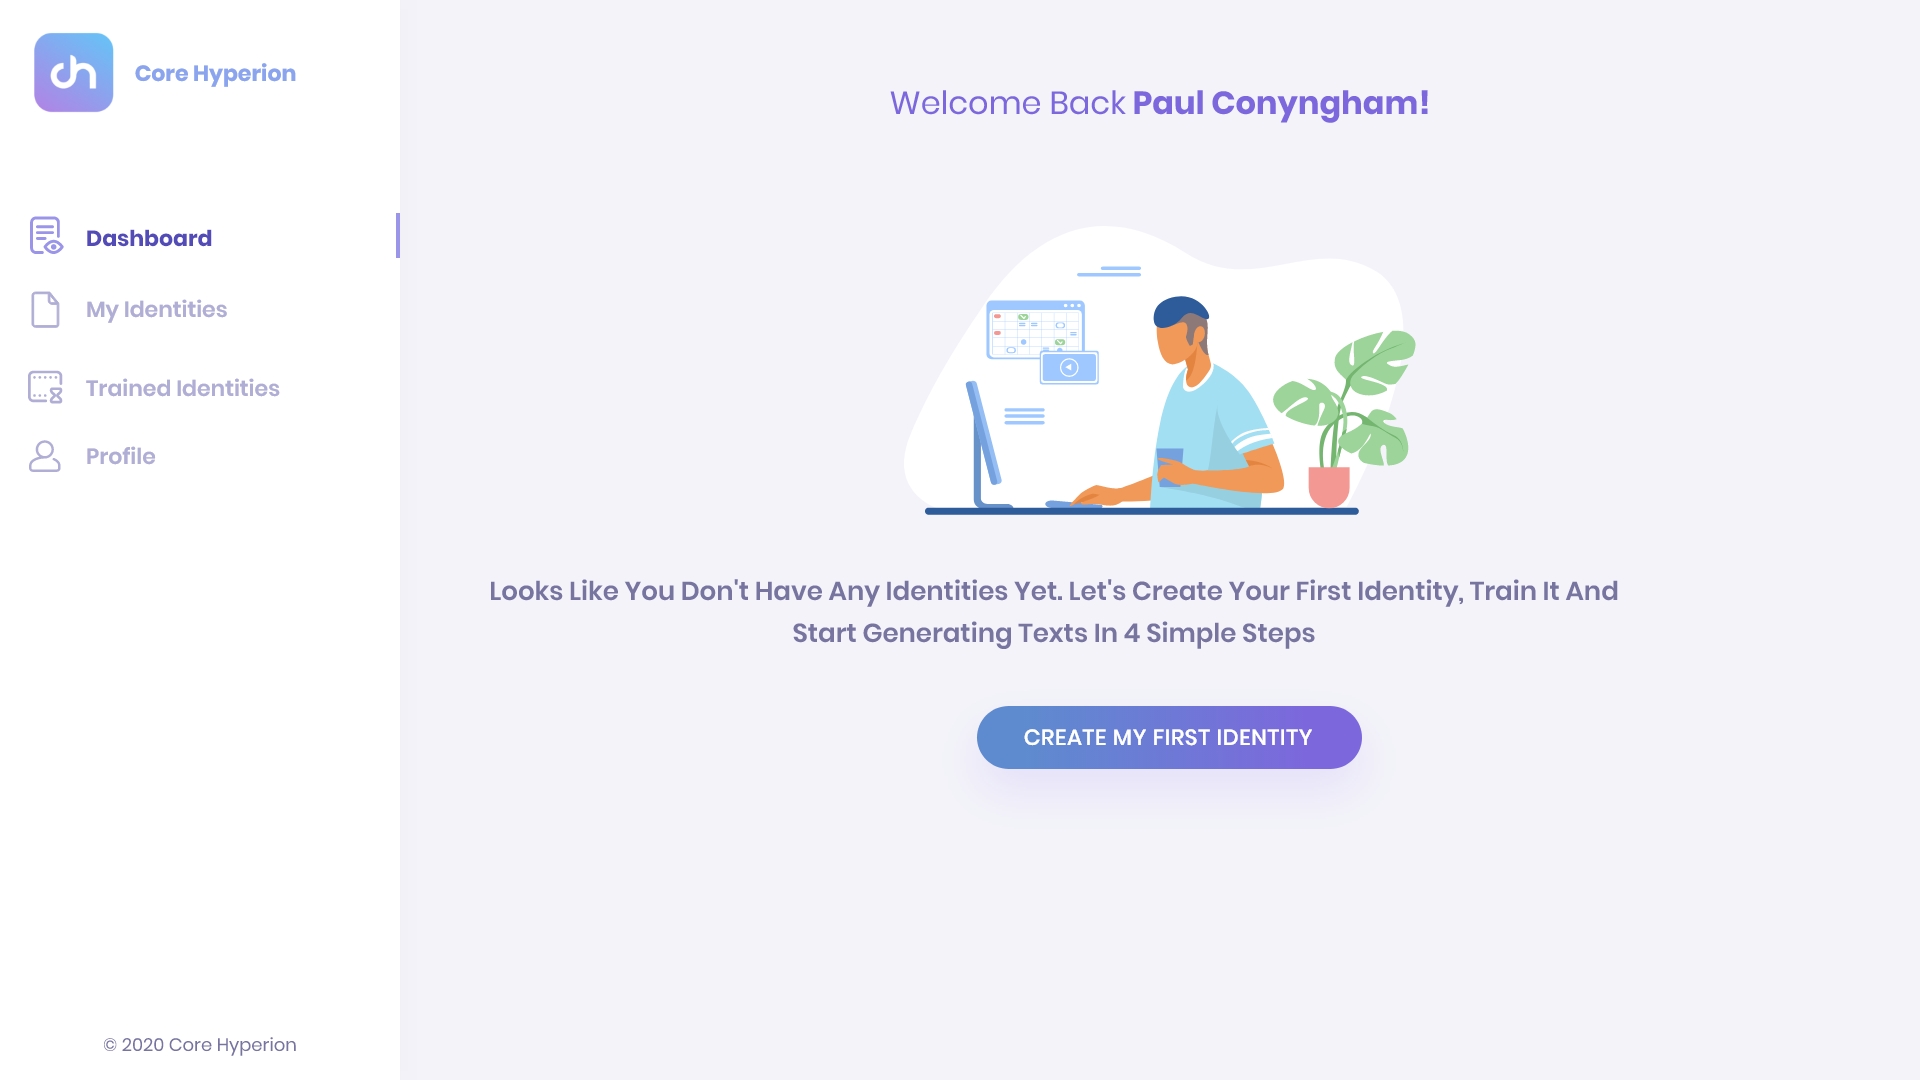 Core Hyperion
Dashboard
My Identities
Trained Identities
Profile
© 2020 Core Hyperion
Welcome Back Paul Conyngham!
Looks Like You Don't Have Any Identities Yet. Let's Create Your First Identity, Train It And
Start Generating Texts In 4 Simple Steps
CREATE MY FIRST IDENTITY